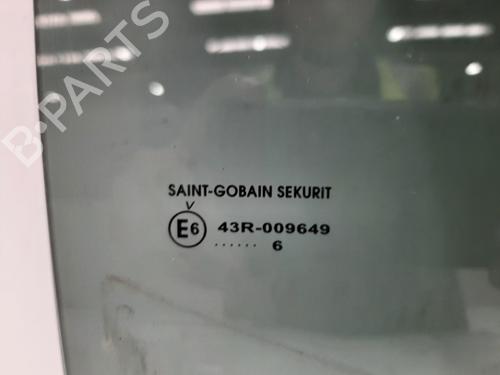 B-PARTS
SAINT-GOBAIN SEKURIT
V
E6 43R-009649
...... 6